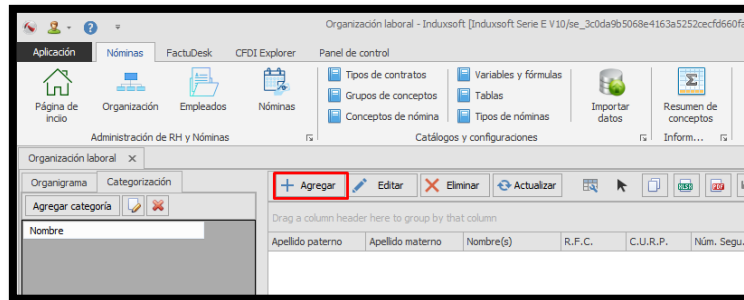 Organización laboral - Induxsoft [Induxsoft Serie E V10/se_3c0da9b5068e4163a5252cecfd660fa
Aplicación Nóminas FactuDesk CFDI Explorer Panel de control
Tipos de contratos Variables y fórmulas
Grupos de conceptos Tablas
Conceptos de nómina Tipos de nóminas
Página de incio Organización Empleados Nóminas Importar datos Resumen de conceptos
Administración de RH y Nóminas Catálogos y configuraciones Inform...
Organización laboral
Organigrama Categorización
Agregar Editar Eliminar Actualizar
Agregar categoría
Drag a column header here to group by that column
Nombre
Apellido paterno Apellido materno Nombre(s) R.F.C. C.U.R.P. Núm. Segu.